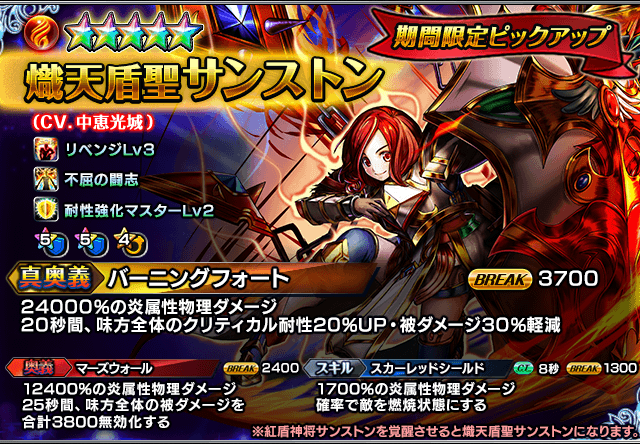 期間限定ピックアップ
熾天盾聖サンストン
(CV.中恵光城)
リベンジLv3
不屈の闘志
耐性強化マスターLv2
5 5 4
真奥義 バーニングフォート BREAK 3700
24000%の炎属性物理ダメージ
20秒間、味方全体のクリティカル耐性20%UP・被ダメージ30%軽減
奥義 マーズウォール BREAK 2400
12400%の炎属性物理ダメージ
25秒間、味方全体の被ダメージを
合計3800無効化する
スキル スカーレッドシールド C.T. 8秒 BREAK 1300
1700%の炎属性物理ダメージ
確率で敵を燃焼状態にする
※紅盾神将サンストンを覚醒させると熾天盾聖サンストンになります。